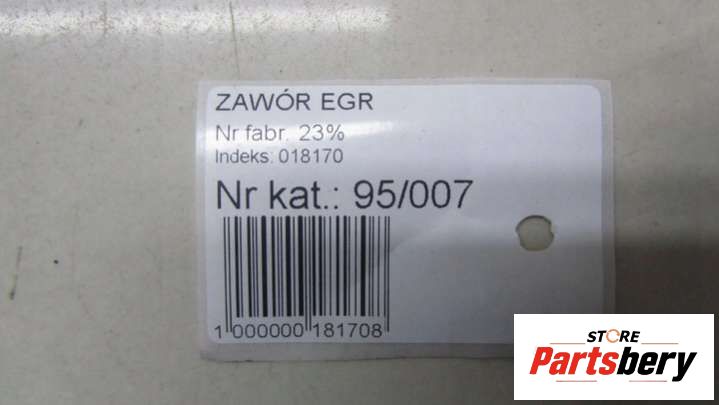 ZAWÓR EGR
Nr fabr. 23%
Indeks: 018170
Nr kat.: 95/007
1 000000 181708
STORE
Partsbery